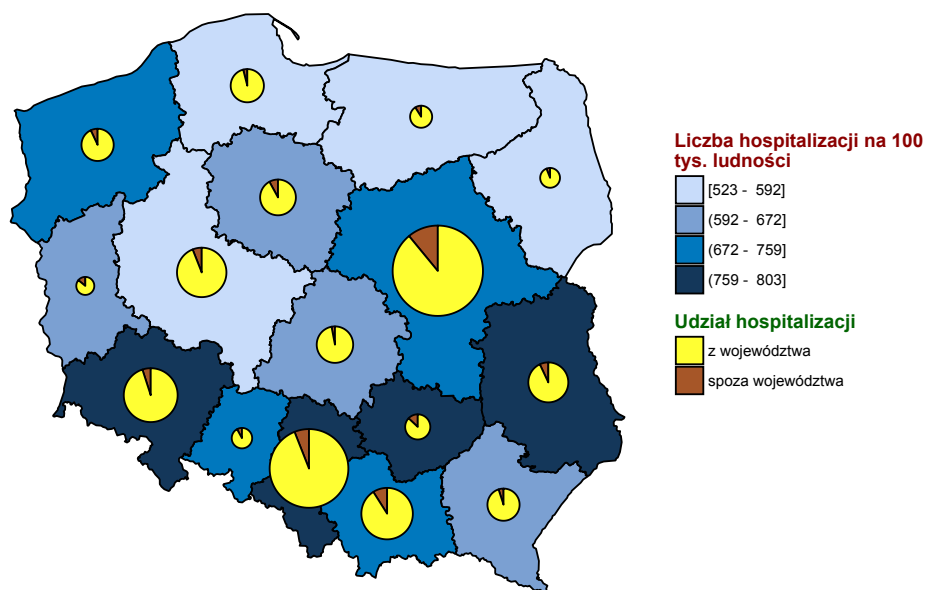 Liczba hospitalizacji na 100
tys. ludności
[523 - 592]
(592 - 672]
(672 - 759]
(759 - 803]
Udział hospitalizacji
z województwa
spoza województwa